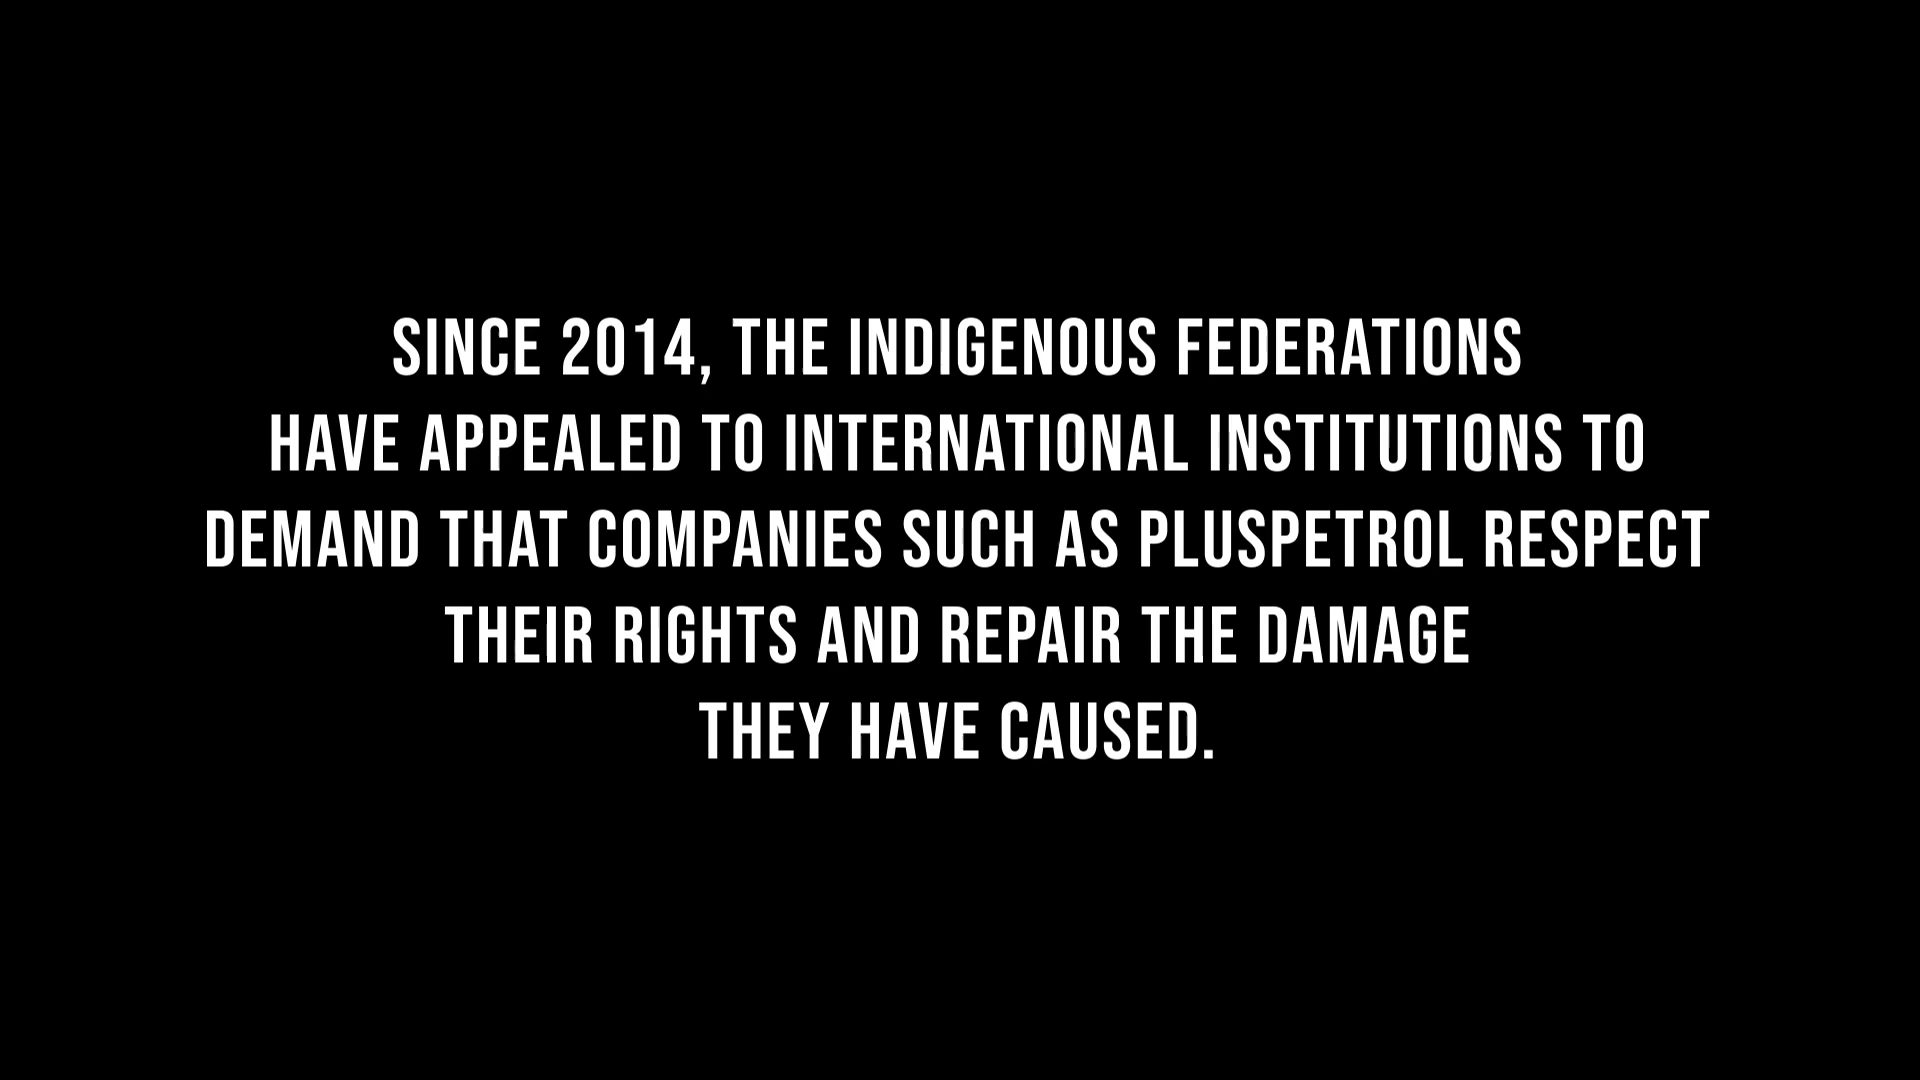 SINCE 2014, THE INDIGENOUS FEDERATIONS
HAVE APPEALED TO INTERNATIONAL INSTITUTIONS TO
DEMAND THAT COMPANIES SUCH AS PLUSPETROL RESPECT
THEIR RIGHTS AND REPAIR THE DAMAGE
THEY HAVE CAUSED.